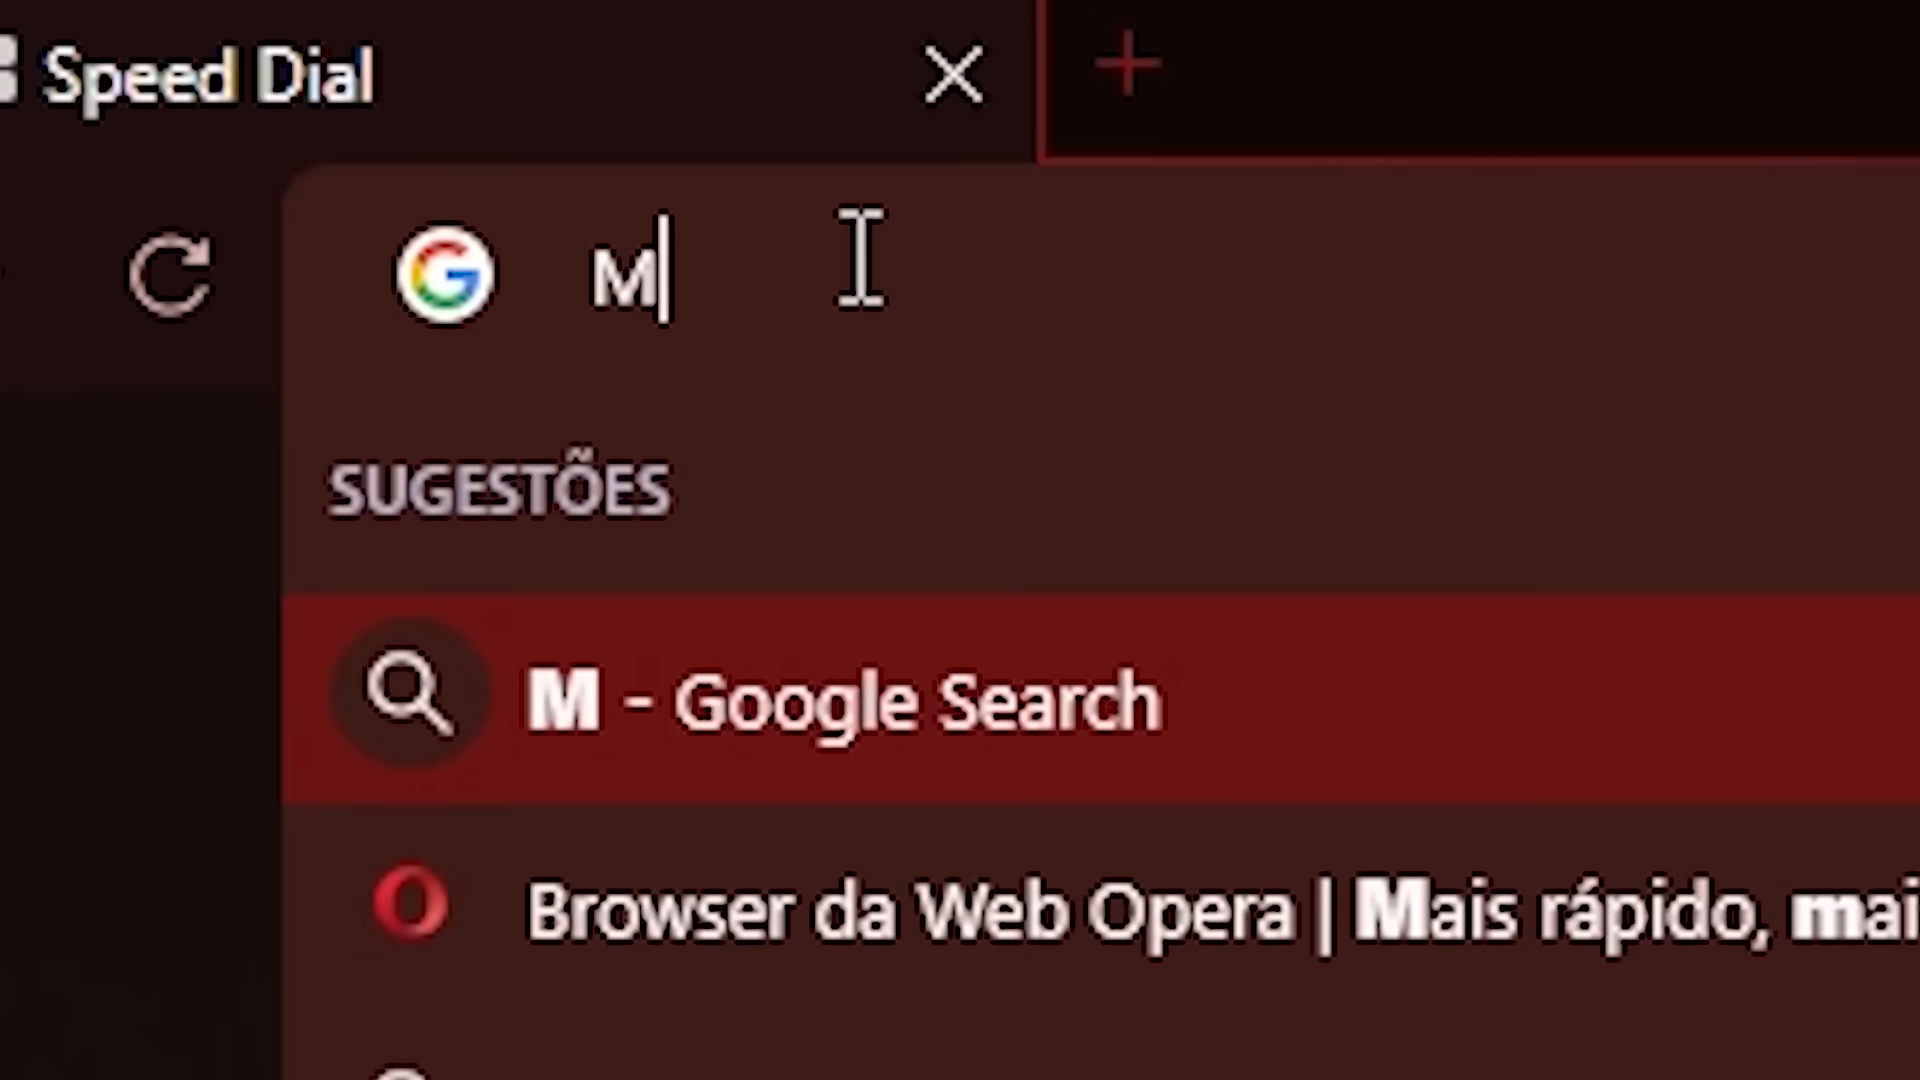 Speed Dial
M
SUGESTÕES
M - Google Search
Browser da Web Opera | Mais rápido, mai